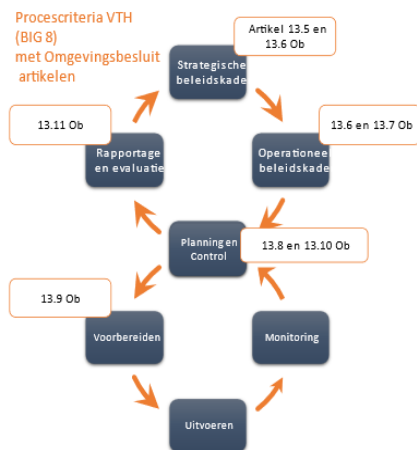 Procescriteria VTH
(BIG 8)
met Omgevingsbesluit
artikelen
Artikel 13.5 en
13.6 Ob
Strategische
beleidskade
13.11 Ob
13.6 en 13.7 Ob
Rapportage
en evaluatie
Operationee
beleidskade
Planning en
Control
13.8 en 13.10 Ob
13.9 Ob
Voorbereiden
Monitoring
Uitvoeren